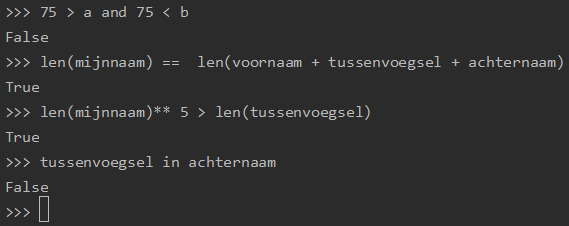 >>> 75 > a and 75 < b
False
>>> len(mijnnaam) ==  len(voornaam + tussenvoegsel + achternaam)
True
>>> len(mijnnaam)** 5 > len(tussenvoegsel)
True
>>> tussenvoegsel in achternaam
False
>>>